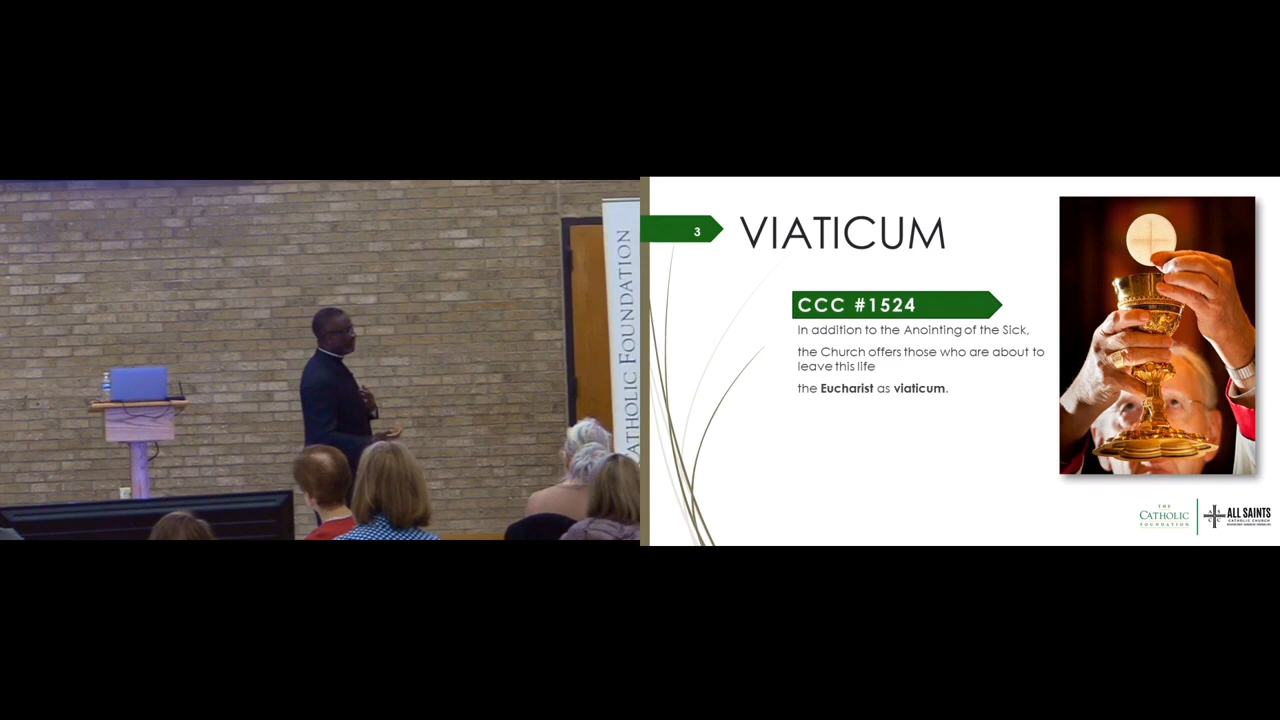 CATHOLIC FOUNDATION
3
VIATICUM
CCC #1524
In addition to the Anointing of the Sick,
the Church offers those who are about to
leave this life
the Eucharist as viaticum.
THE
CATHOLIC
FOUNDATION
ALL SAINTS
CATHOLIC CHURCH